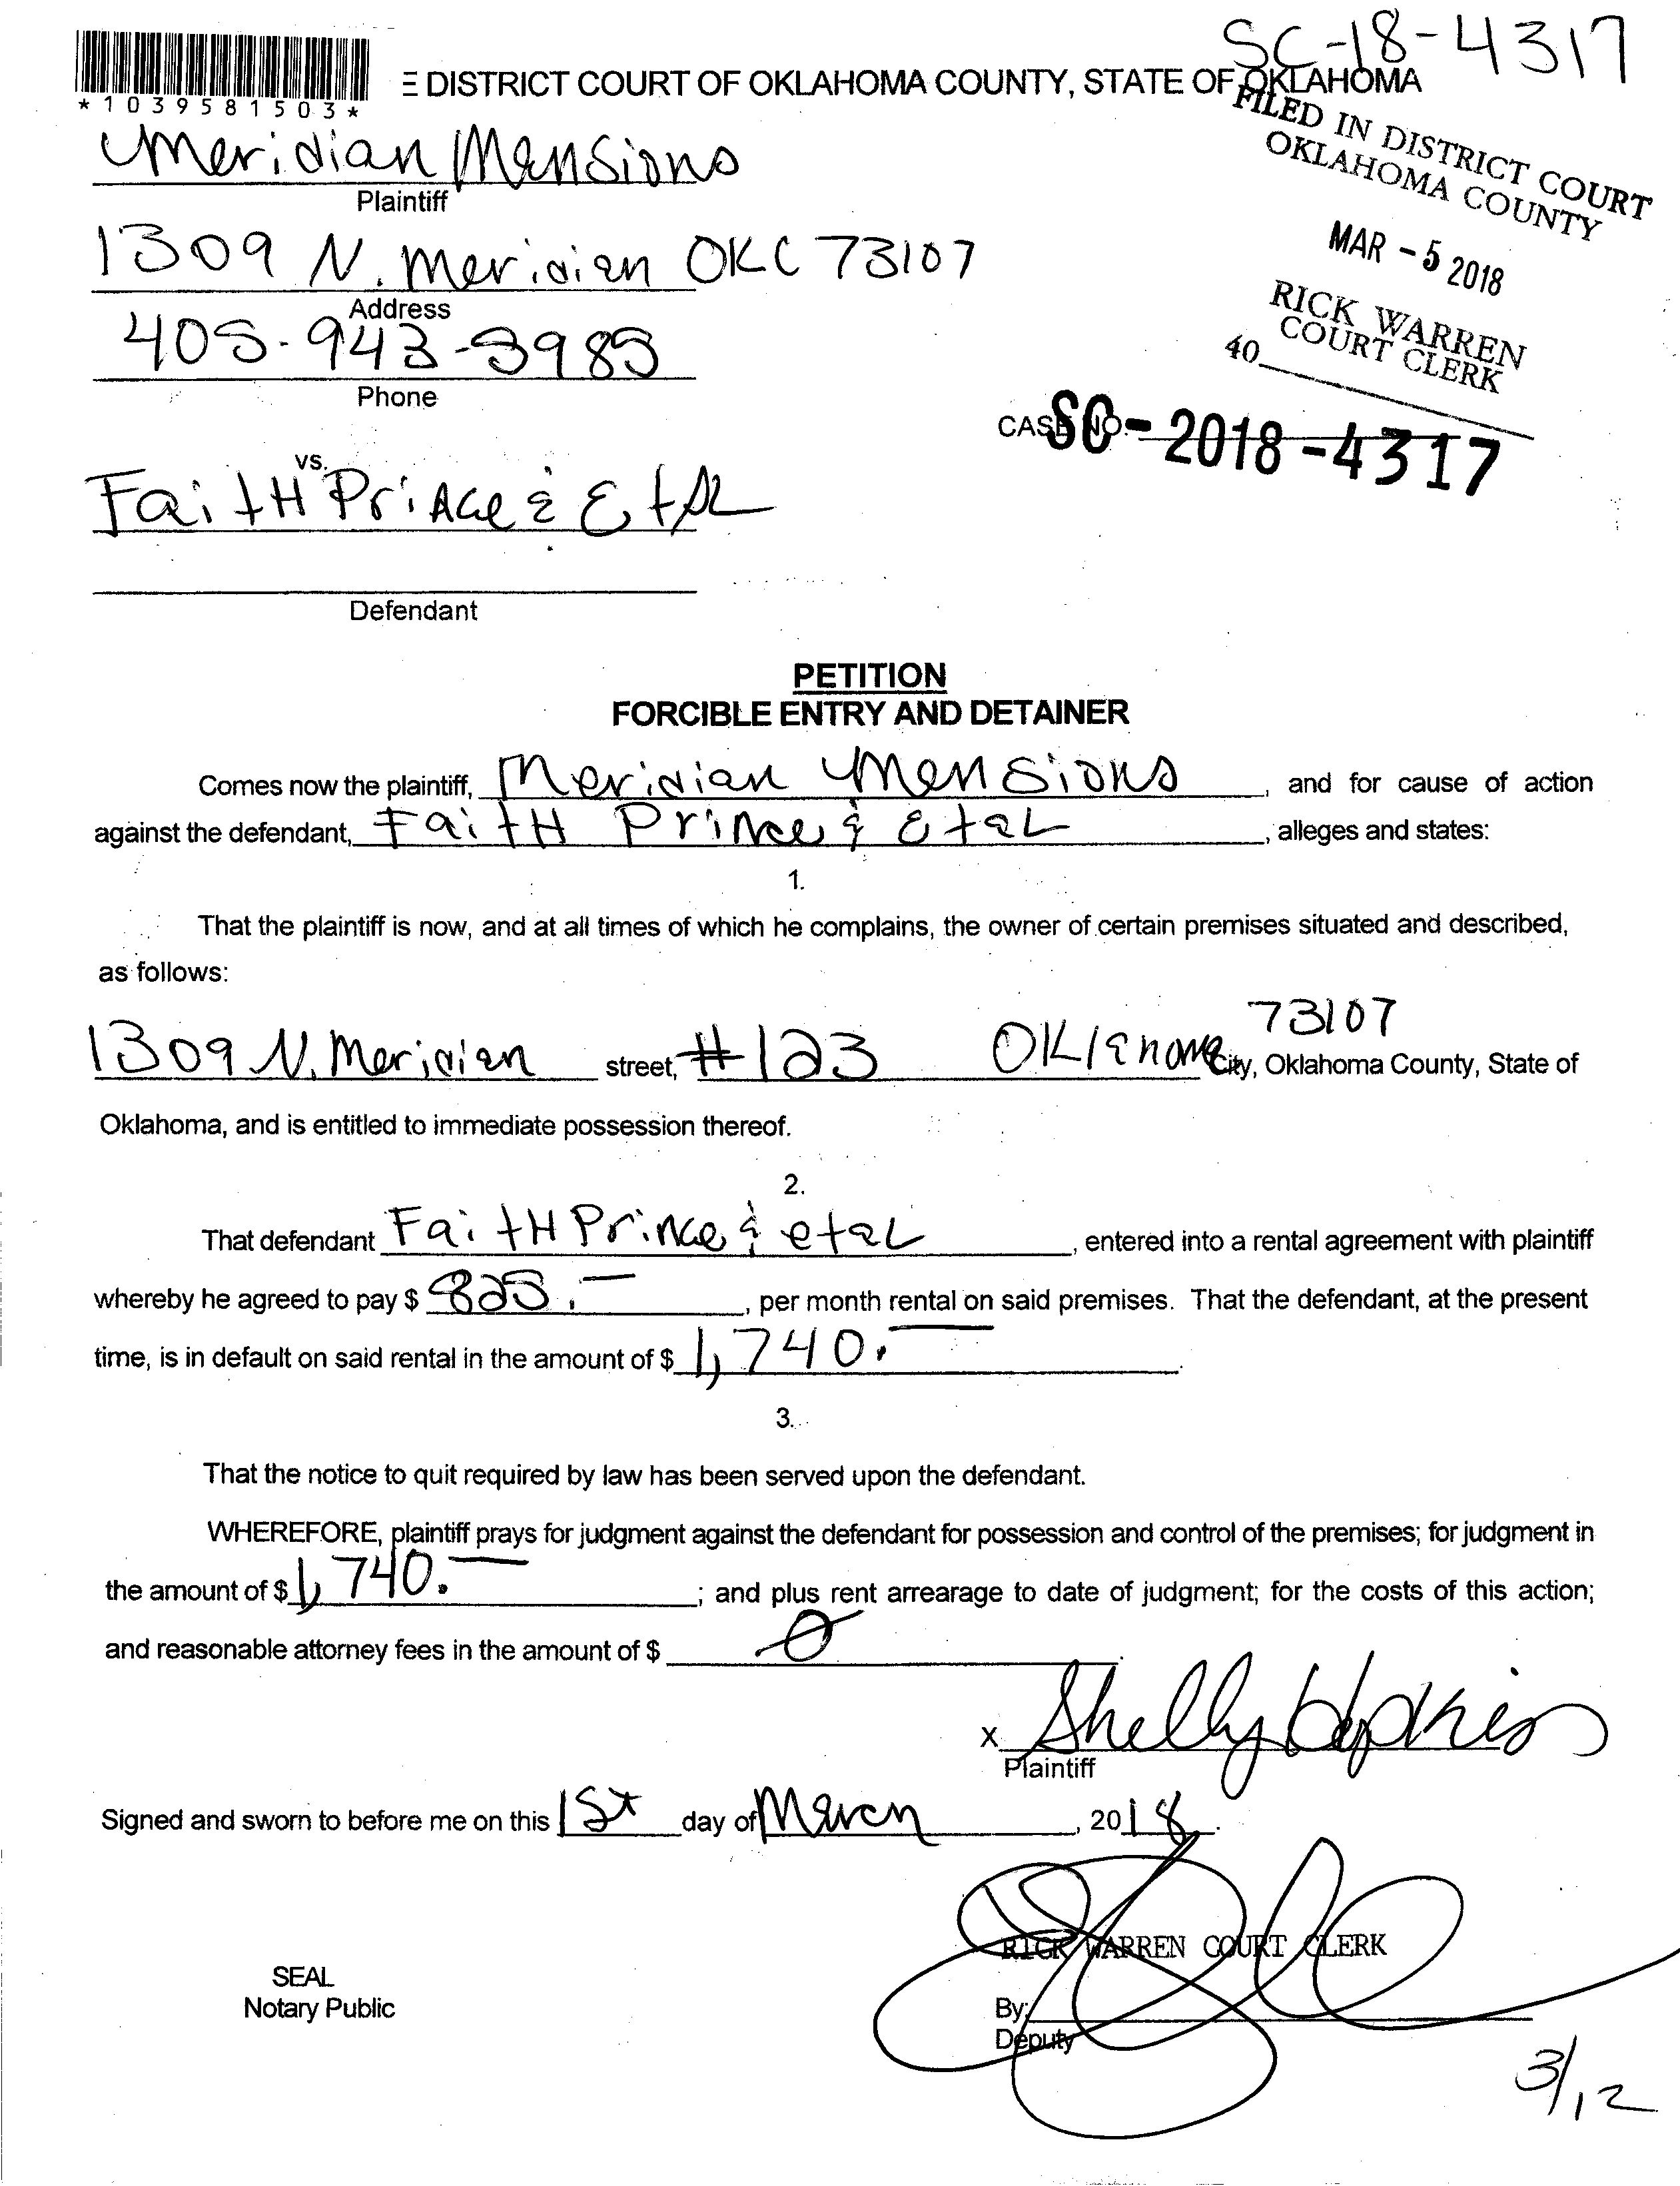 SC-18-4317
E DISTRICT COURT OF OKLAHOMA COUNTY, STATE OF OKLAHOMA
*1039581503*
FILED IN DISTRICT COURT
OKLAHOMA COUNTY
MAR - 5 2018
RICK WARREN
COURT CLERK
40
Meridian Mansions
Plaintiff
1309 N. Meridian OKC 73107
Address
405-943-3985
Phone
CASE NO. SC-2018-4317
vs.
FaitH Prince & EtAL
Defendant
PETITION
FORCIBLE ENTRY AND DETAINER
Comes now the plaintiff, Meridian Mansions, and for cause of action
against the defendant, FaitH Prince & EtaL, alleges and states:
1.
That the plaintiff is now, and at all times of which he complains, the owner of certain premises situated and described,
as follows:
73107
1309 N. Meridian street, #123 Oklahoma City, Oklahoma County, State of
Oklahoma, and is entitled to immediate possession thereof.
2.
That defendant FaitH Prince & etaL, entered into a rental agreement with plaintiff
whereby he agreed to pay $ 825.—, per month rental on said premises. That the defendant, at the present
time, is in default on said rental in the amount of $ 1,740.—.
3.
That the notice to quit required by law has been served upon the defendant.
WHEREFORE, plaintiff prays for judgment against the defendant for possession and control of the premises; for judgment in
the amount of $ 1,740.—; and plus rent arrearage to date of judgment; for the costs of this action;
and reasonable attorney fees in the amount of $ 0.
X Shelly Hopkins
Plaintiff
Signed and sworn to before me on this 1st day of March, 2018.
RICK WARREN COURT CLERK
SEAL
Notary Public
By:
Deputy
3/12